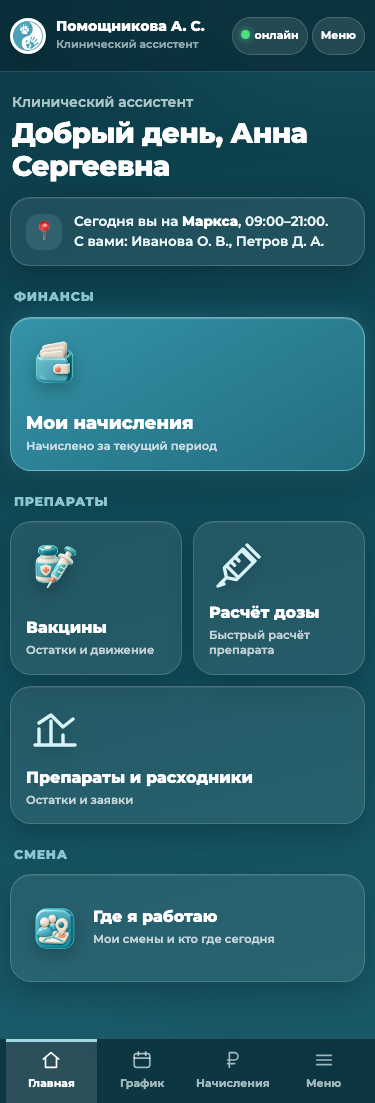 Помощникова А. С.
Клинический ассистент
онлайн
Меню
Клинический ассистент
Добрый день, Анна
Сергеевна
Сегодня вы на Маркса, 09:00–21:00.
С вами: Иванова О. В., Петров Д. А.
ФИНАНСЫ
Мои начисления
Начислено за текущий период
ПРЕПАРАТЫ
Вакцины
Остатки и движение
Расчёт дозы
Быстрый расчёт
препарата
Препараты и расходники
Остатки и заявки
СМЕНА
Где я работаю
Мои смены и кто где сегодня
Главная
График
Начисления
Меню